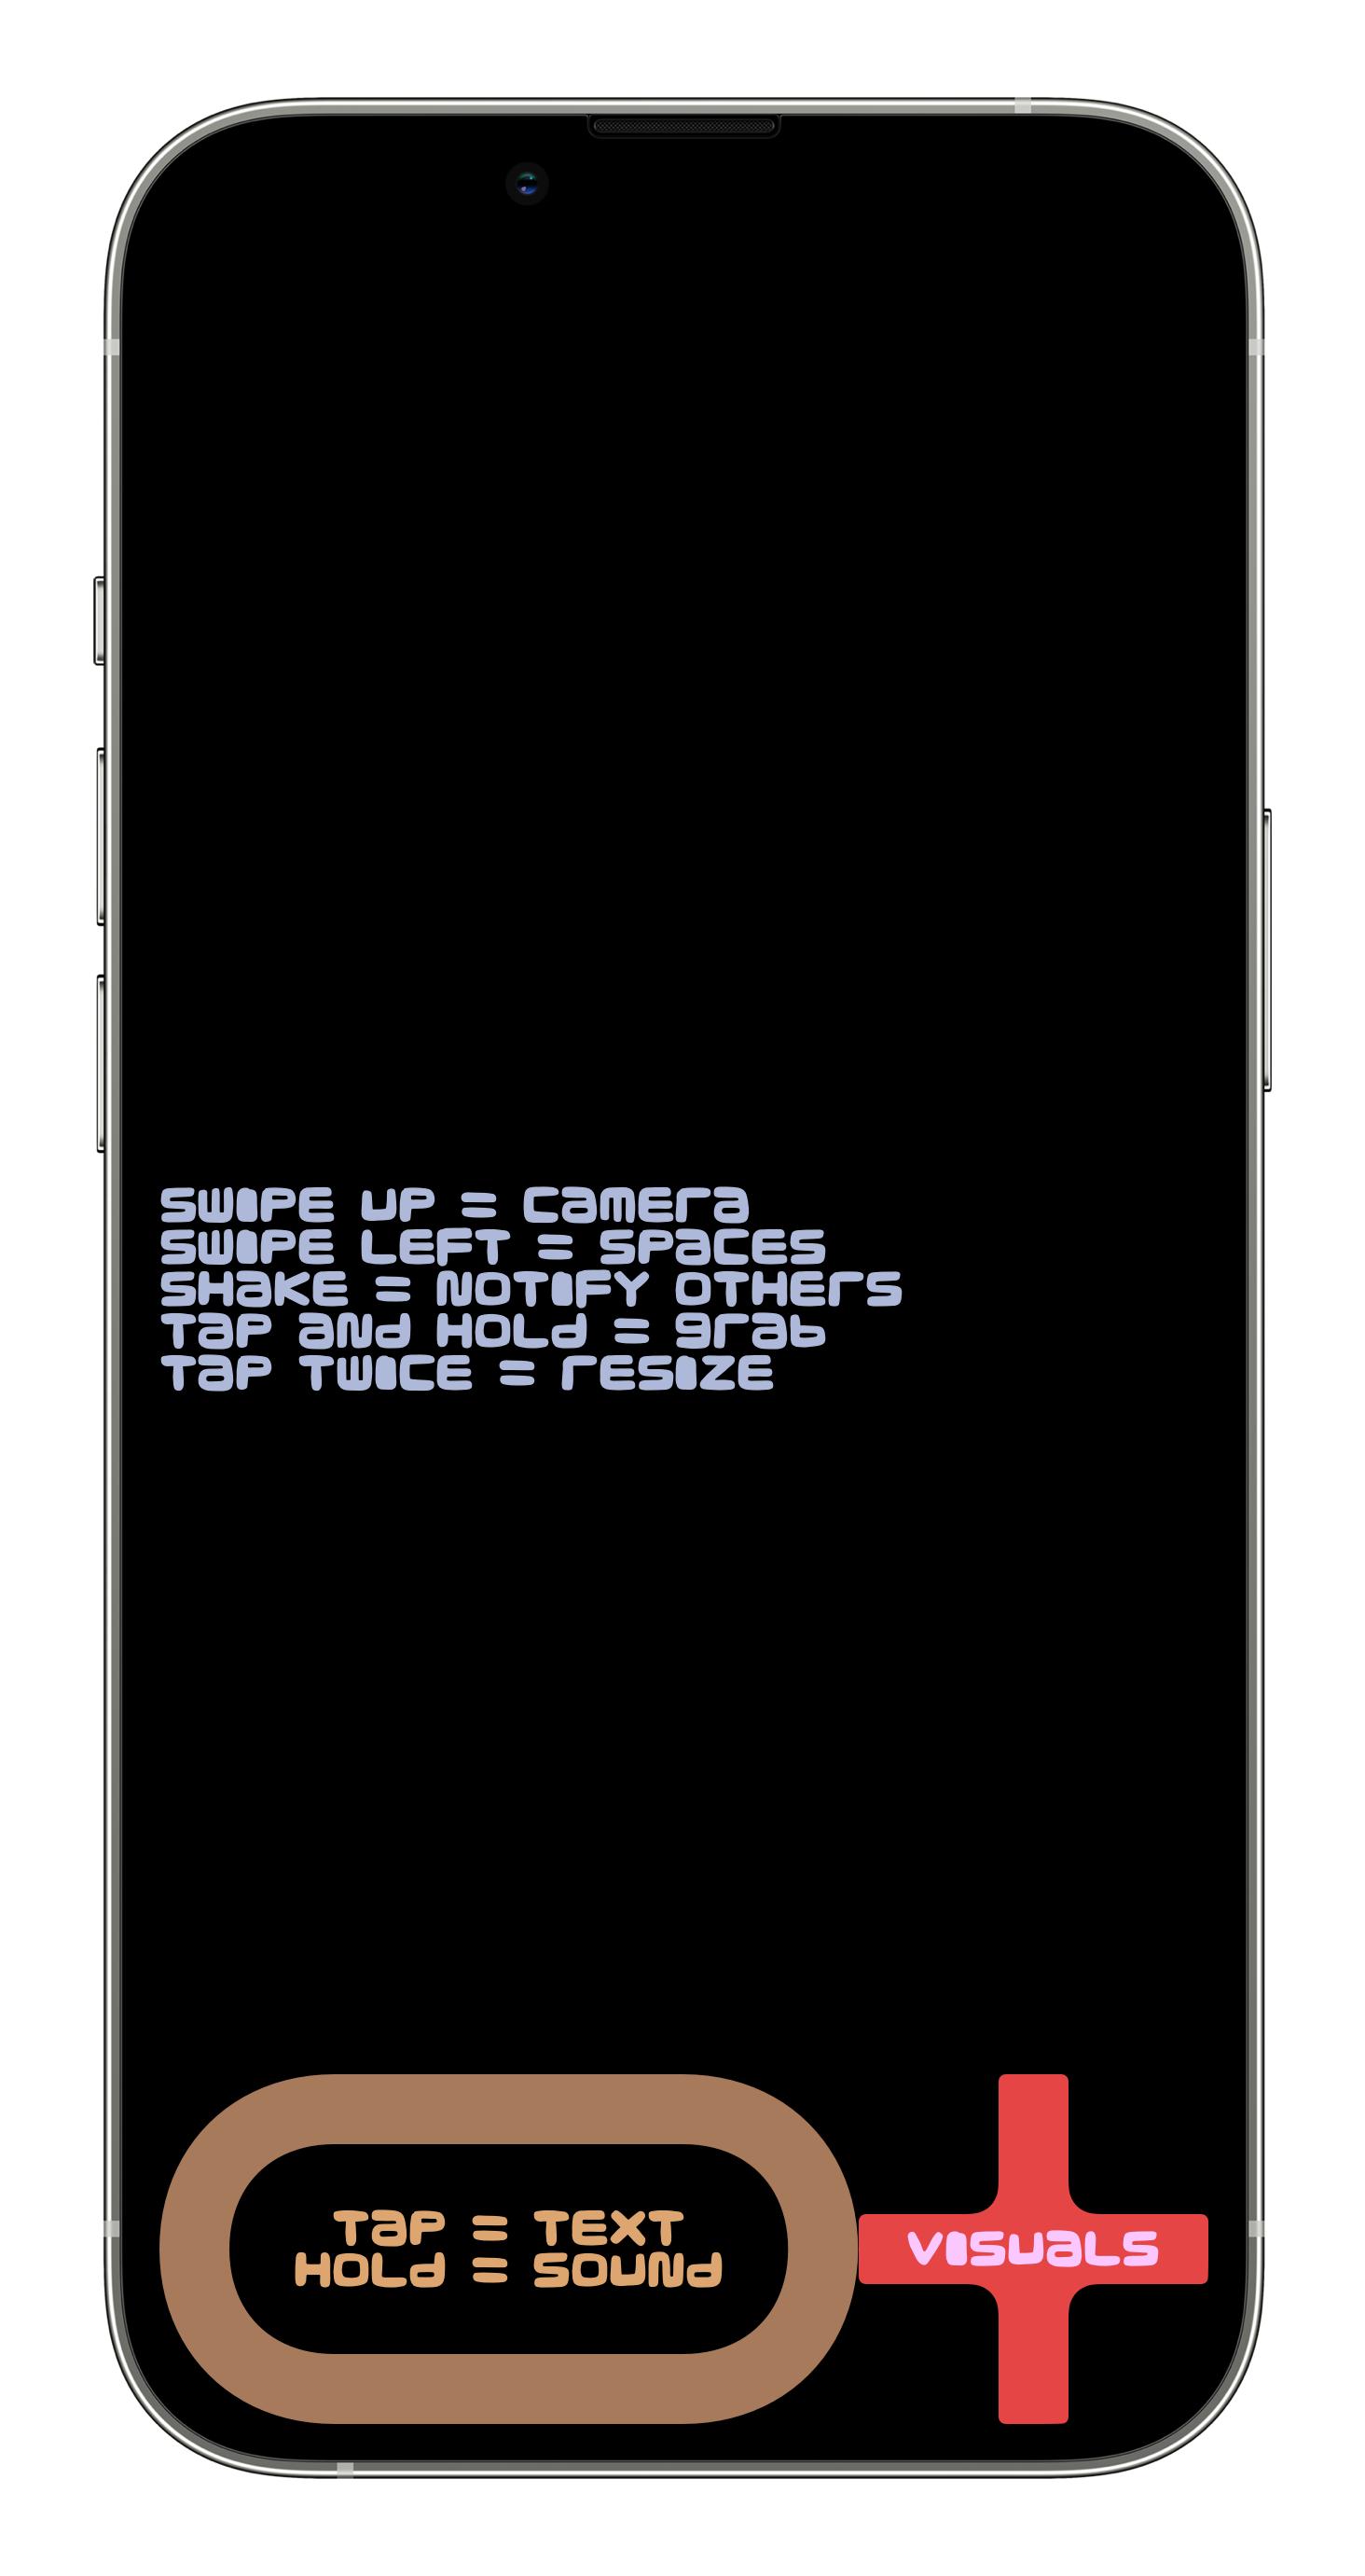 SWIPE UP = CAMERA
SWIPE LEFT = SPACES
SHAKE = NOTIFY OTHERS
TAP AND HOLD = GRAB
TAP TWICE = RESIZE
TAP = TEXT
HOLD = SOUND
VISUALS